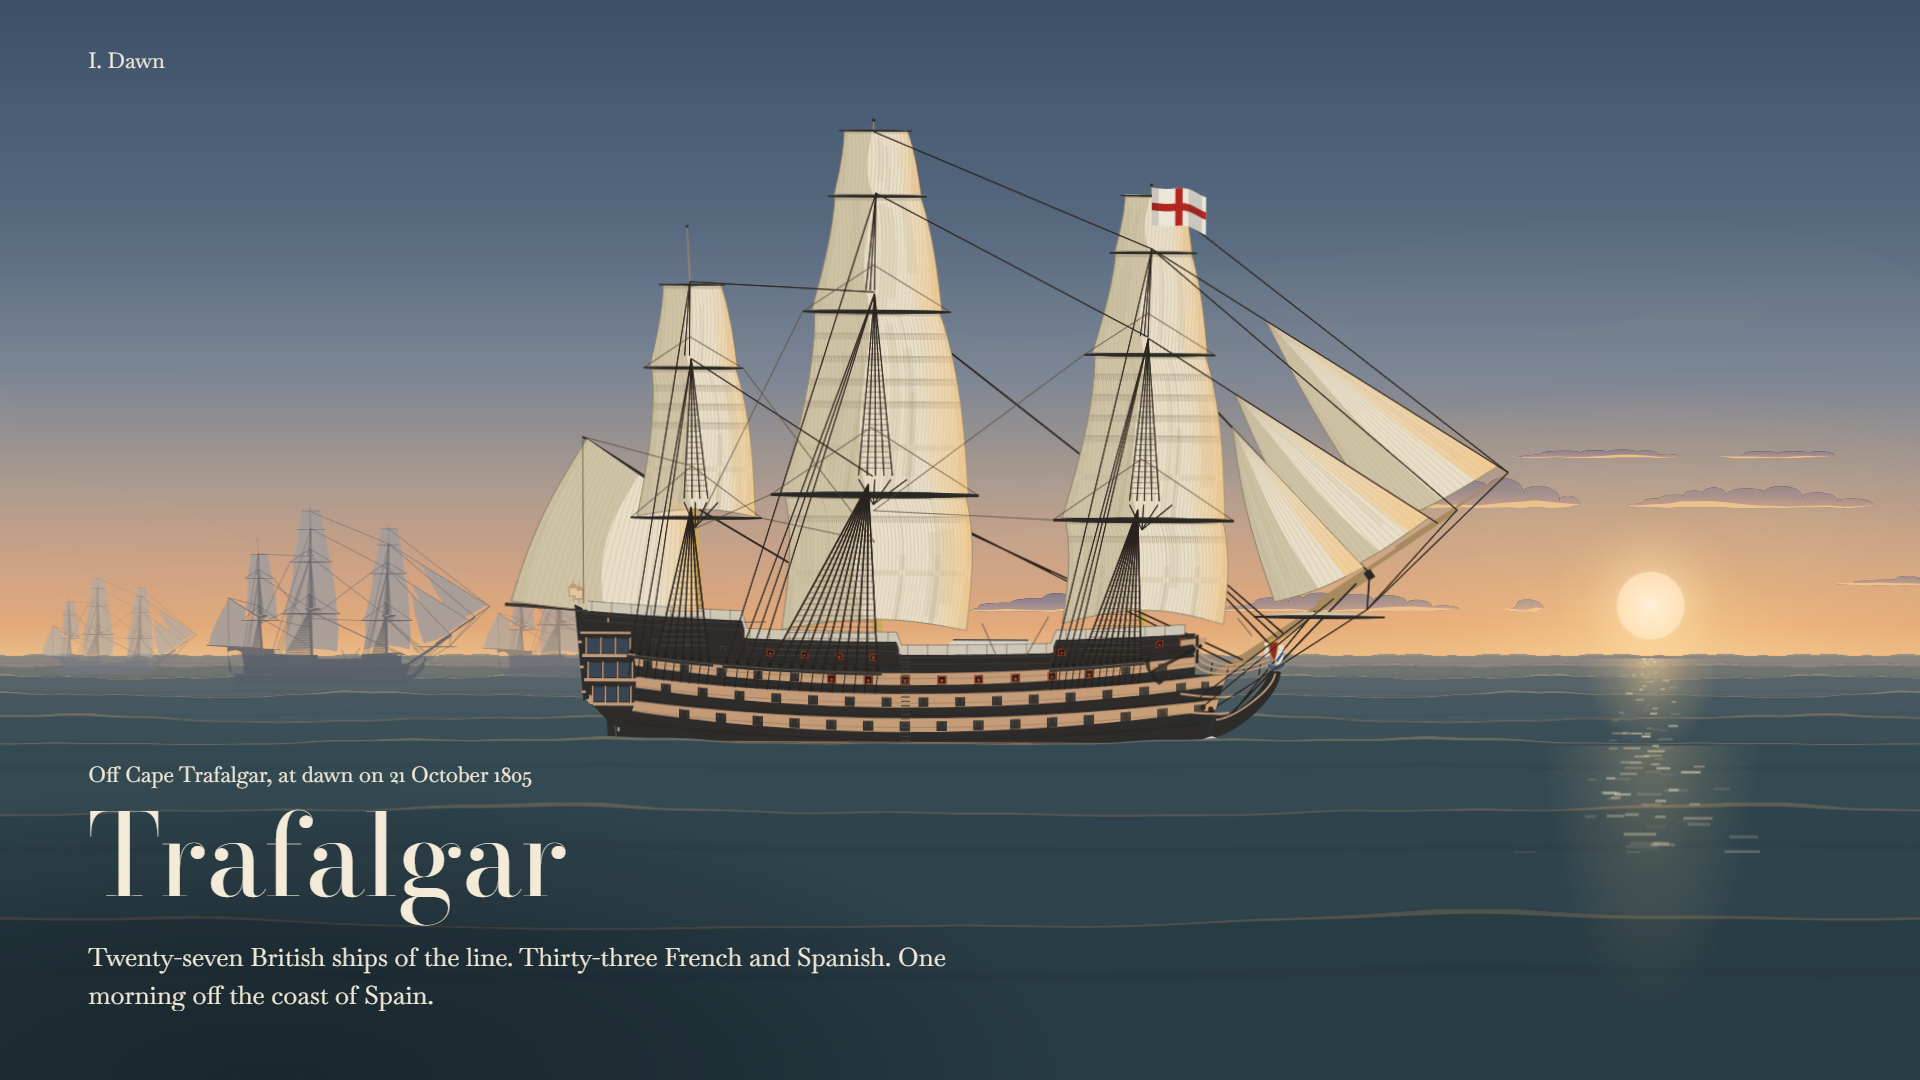 I. Dawn
Off Cape Trafalgar, at dawn on 21 October 1805
Trafalgar
Twenty-seven British ships of the line. Thirty-three French and Spanish. One
morning off the coast of Spain.